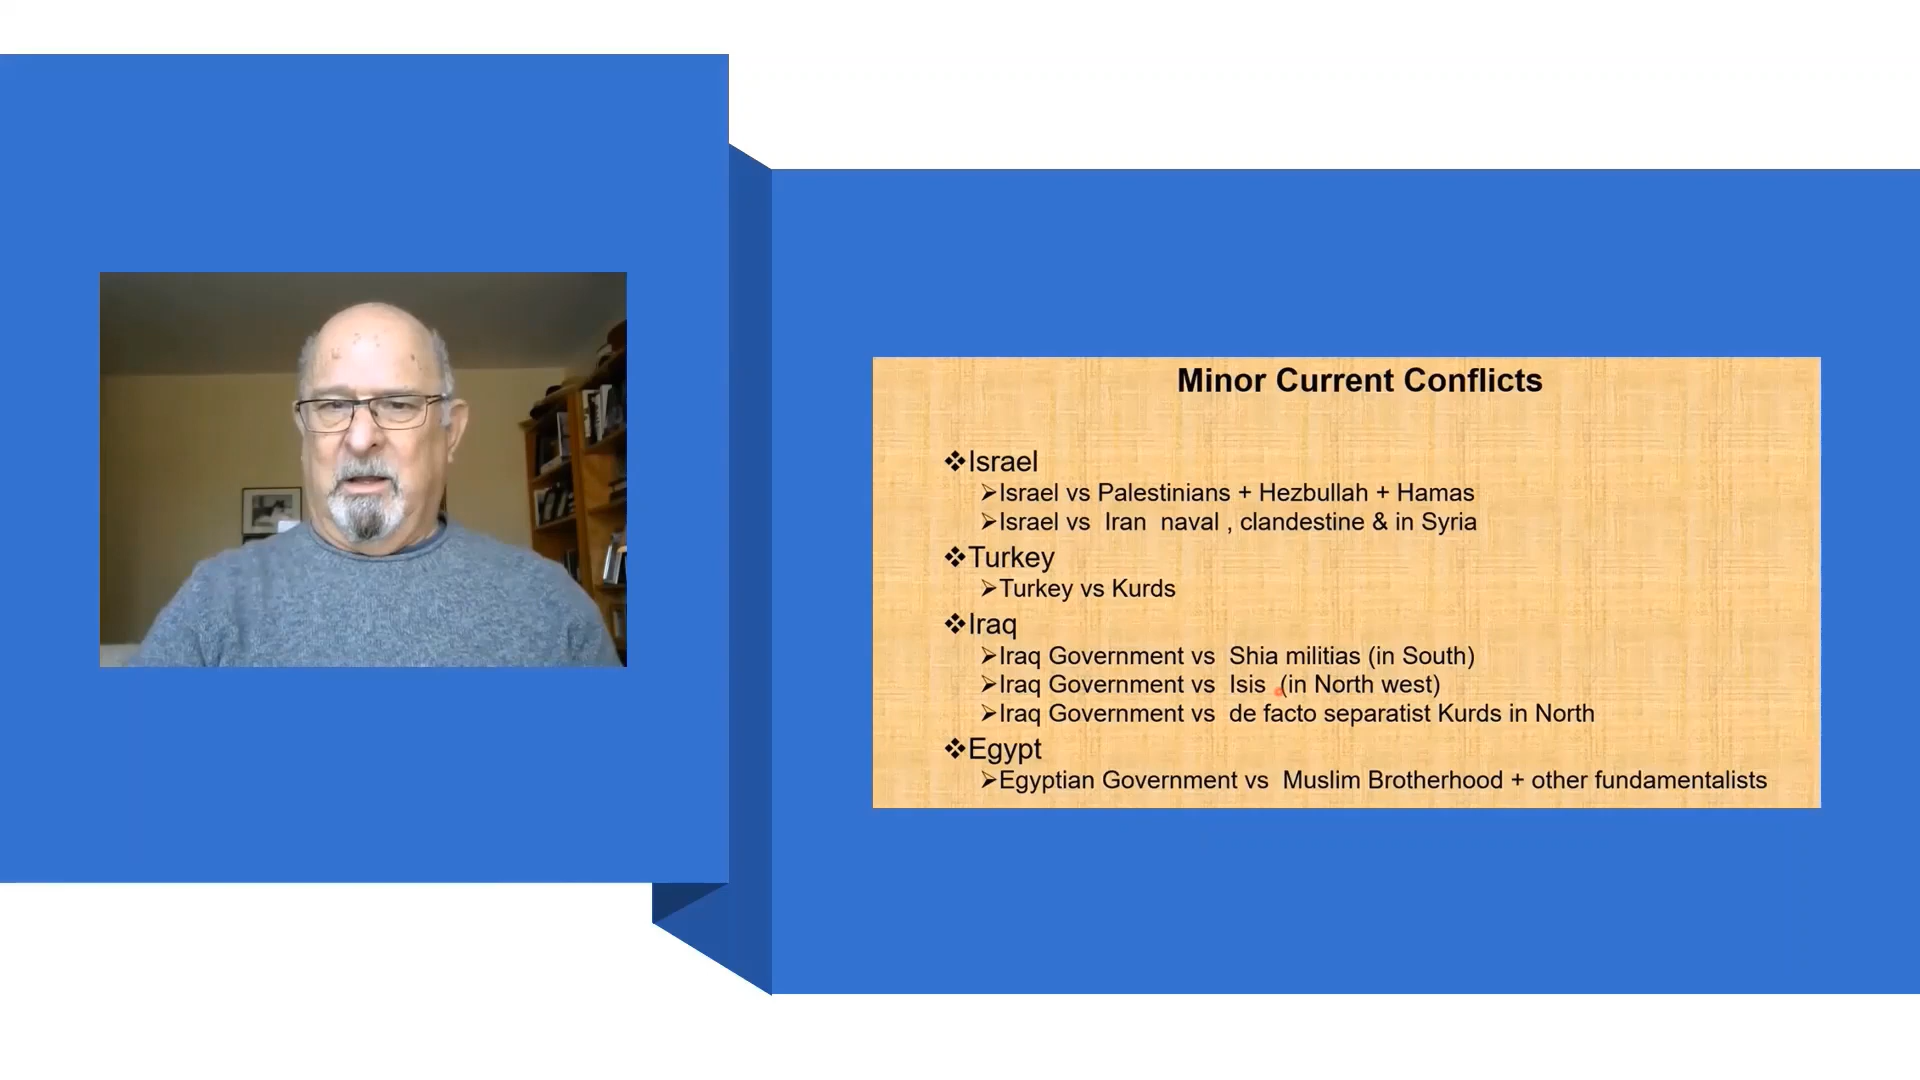 Minor Current Conflicts
❖Israel
➢Israel vs Palestinians + Hezbullah + Hamas
➢Israel vs Iran naval , clandestine & in Syria
❖Turkey
➢Turkey vs Kurds
❖Iraq
➢Iraq Government vs Shia militias (in South)
➢Iraq Government vs Isis (in North west)
➢Iraq Government vs de facto separatist Kurds in North
❖Egypt
➢Egyptian Government vs Muslim Brotherhood + other fundamentalists